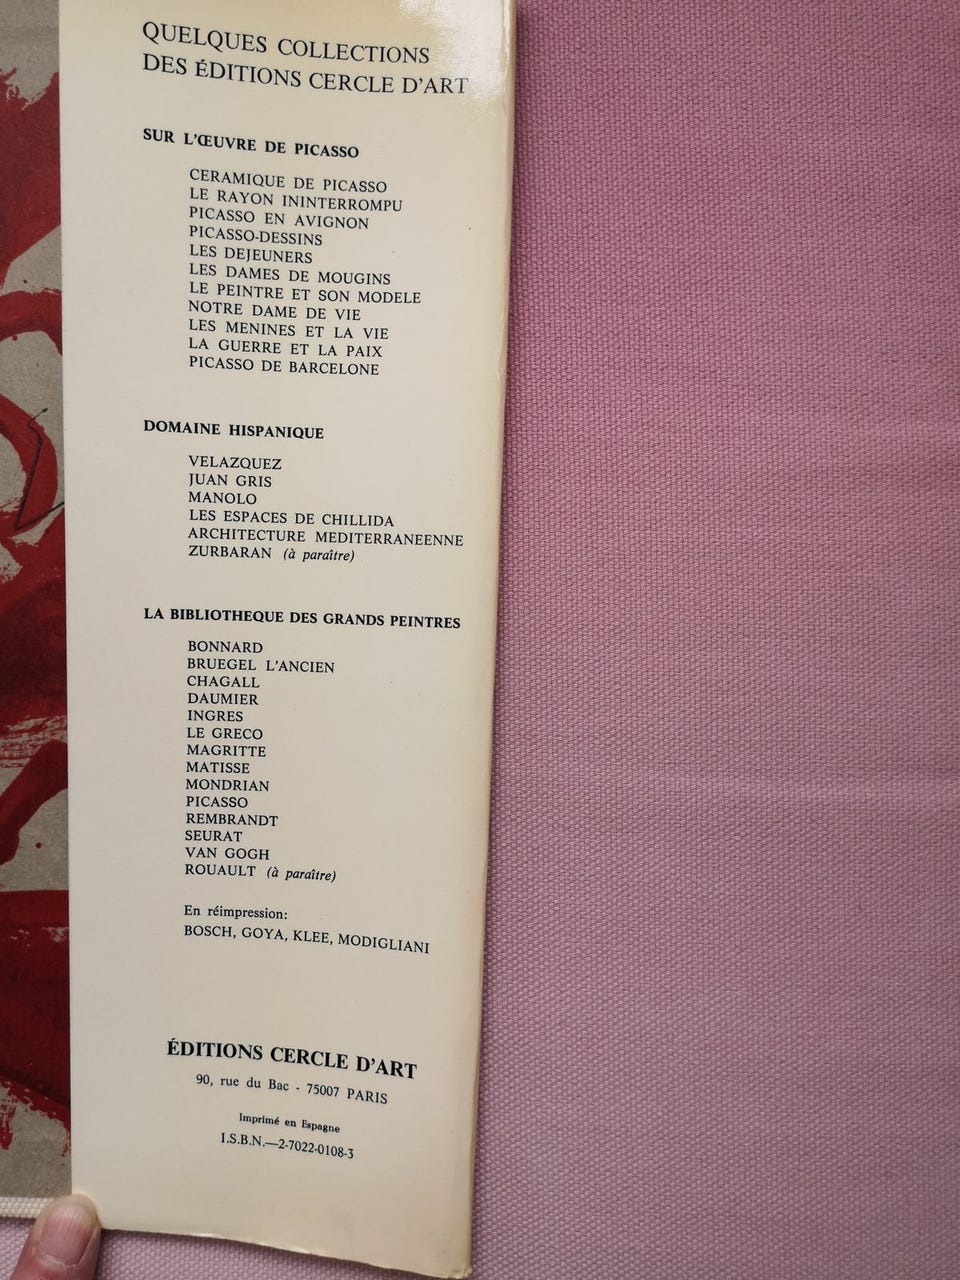 QUELQUES COLLECTIONS
DES ÉDITIONS CERCLE D'ART
SUR L'ŒUVRE DE PICASSO
CERAMIQUE DE PICASSO
LE RAYON ININTERROMPU
PICASSO EN AVIGNON
PICASSO-DESSINS
LES DEJEUNERS
LES DAMES DE MOUGINS
LE PEINTRE ET SON MODELE
NOTRE DAME DE VIE
LES MENINES ET LA VIE
LA GUERRE ET LA PAIX
PICASSO DE BARCELONE
DOMAINE HISPANIQUE
VELAZQUEZ
JUAN GRIS
MANOLO
LES ESPACES DE CHILLIDA
ARCHITECTURE MEDITERRANEENNE
ZURBARAN (à paraître)
LA BIBLIOTHEQUE DES GRANDS PEINTRES
BONNARD
BRUEGEL L'ANCIEN
CHAGALL
DAUMIER
INGRES
LE GRECO
MAGRITTE
MATISSE
MONDRIAN
PICASSO
REMBRANDT
SEURAT
VAN GOGH
ROUAULT (à paraître)
En réimpression:
BOSCH, GOYA, KLEE, MODIGLIANI
ÉDITIONS CERCLE D'ART
90, rue du Bac - 75007 PARIS
Imprimé en Espagne
I.S.B.N.—2-7022-0108-3